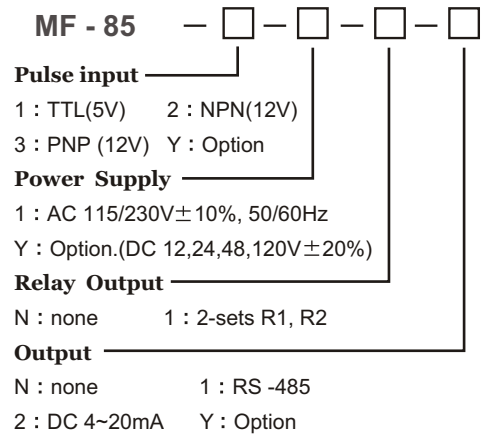 MF - 85 － □ － □ － □ － □
Pulse input
1：TTL(5V) 2：NPN(12V)
3：PNP (12V) Y：Option
Power Supply
1：AC 115/230V±10%, 50/60Hz
Y：Option.(DC 12,24,48,120V±20%)
Relay Output
N：none 1：2-sets R1, R2
Output
N：none 1：RS -485
2：DC 4~20mA Y：Option